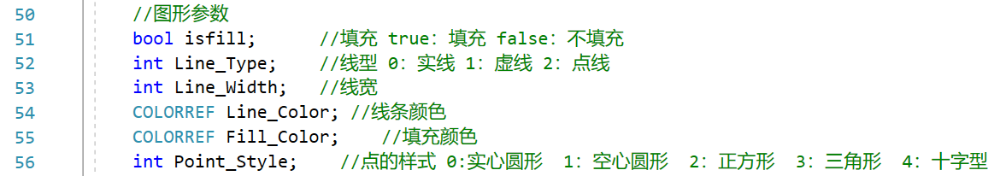 50 //图形参数
51 bool isfill; //填充 true: 填充 false: 不填充
52 int Line_Type; //线型 0: 实线 1: 虚线 2: 点线
53 int Line_Width; //线宽
54 COLORREF Line_Color; //线条颜色
55 COLORREF Fill_Color; //填充颜色
56 int Point_Style; //点的样式 0:实心圆形 1: 空心圆形 2: 正方形 3: 三角形 4: 十字型